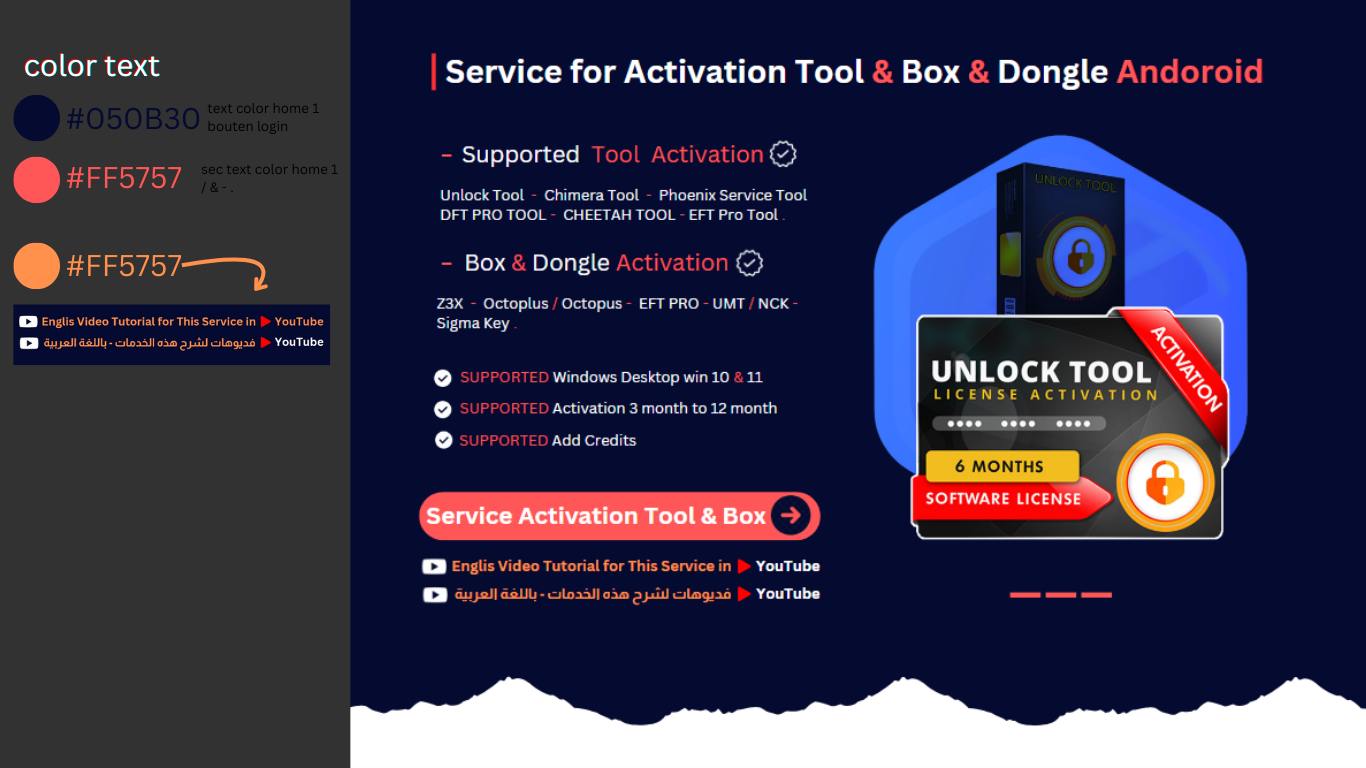 color text
#050B30
text color home 1
bouten login
#FF5757
sec text color home 1
/ & - .
#FF5757
Englis Video Tutorial for This Service in YouTube
فديوهات لشرح هذه الخدمات - باللغة العربية YouTube
Service for Activation Tool & Box & Dongle Andoroid
- Supported Tool Activation
Unlock Tool - Chimera Tool - Phoenix Service Tool
DFT PRO TOOL - CHEETAH TOOL - EFT Pro Tool .
- Box & Dongle Activation
Z3X - Octoplus / Octopus - EFT PRO - UMT / NCK -
Sigma Key .
SUPPORTED Windows Desktop win 10 & 11
SUPPORTED Activation 3 month to 12 month
SUPPORTED Add Credits
Service Activation Tool & Box
Englis Video Tutorial for This Service in YouTube
فديوهات لشرح هذه الخدمات - باللغة العربية YouTube
UNLOCK TOOL
ACTIVATION
UNLOCK TOOL
LICENSE ACTIVATION
6 MONTHS
SOFTWARE LICENSE